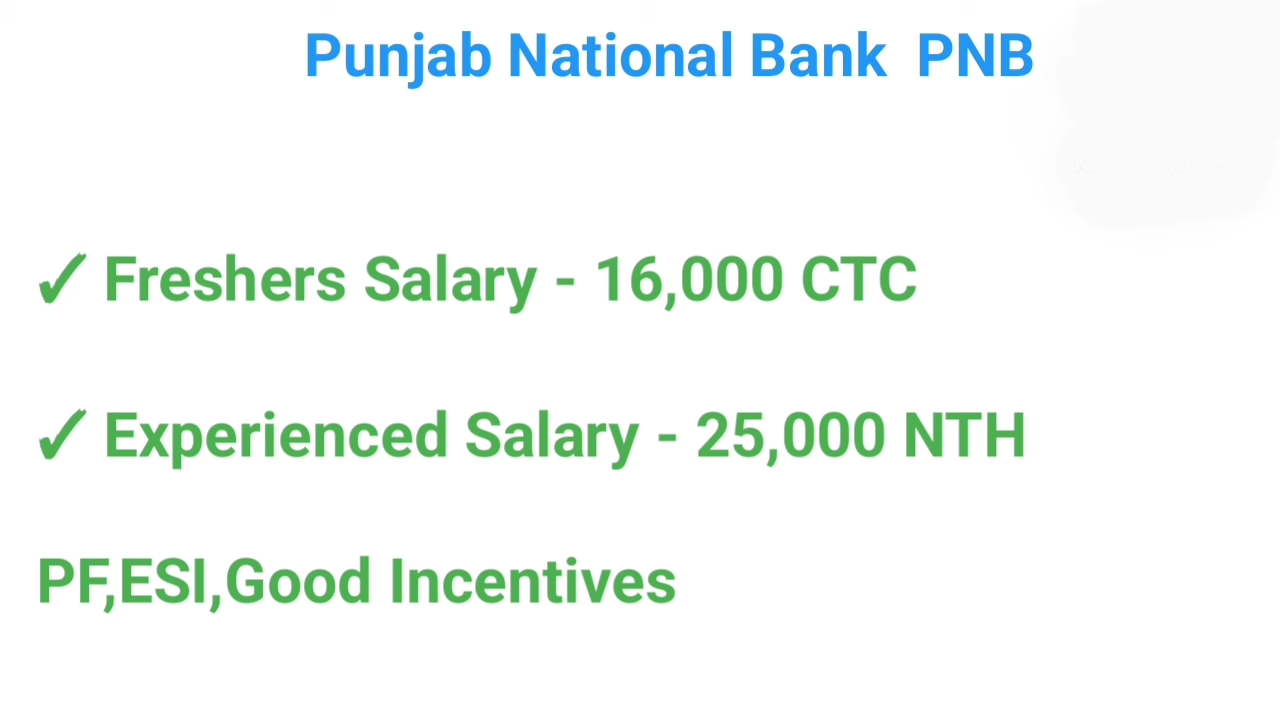 Punjab National Bank PNB
✓ Freshers Salary - 16,000 CTC
✓ Experienced Salary - 25,000 NTH
PF,ESI,Good Incentives